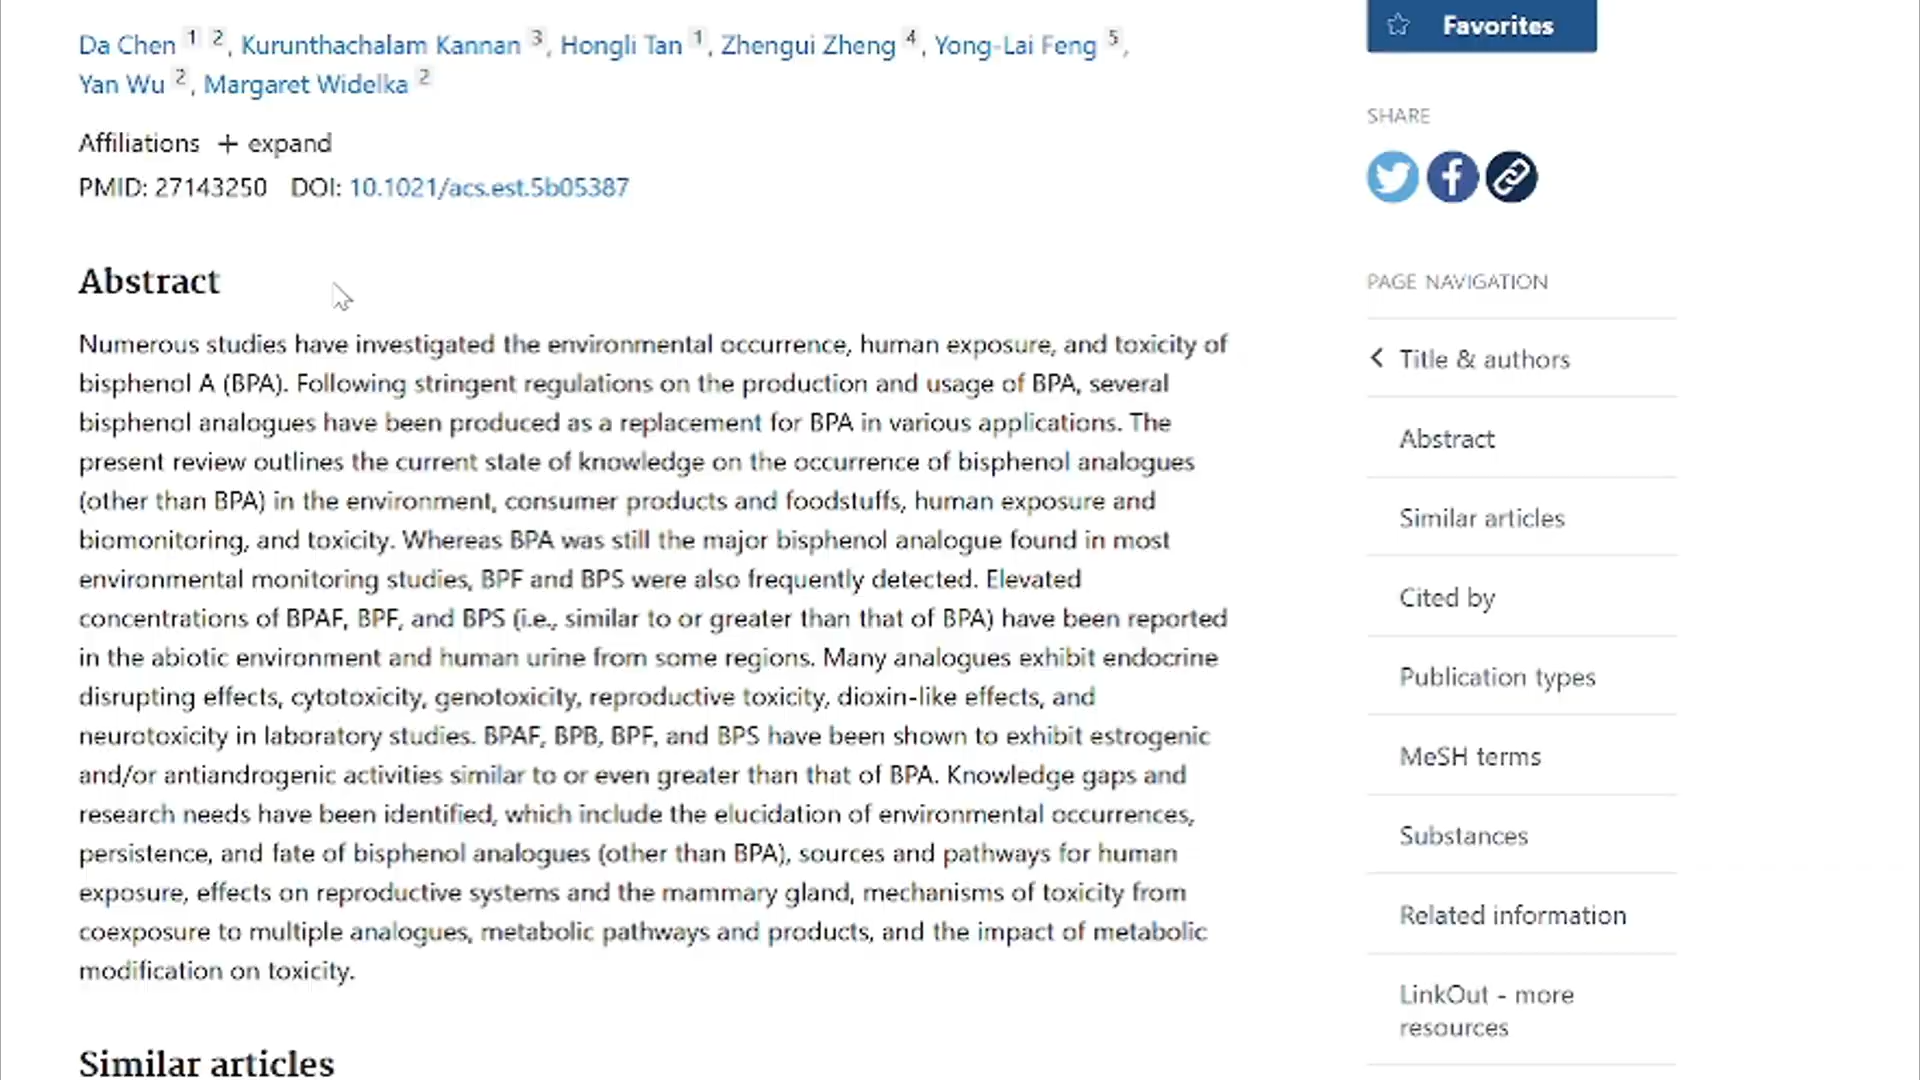 Da Chen 1 2, Kurunthachalam Kannan 3, Hongli Tan 1, Zhengui Zheng 4, Yong-Lai Feng 5,
Yan Wu 2, Margaret Widelka 2
Affiliations + expand
PMID: 27143250 DOI: 10.1021/acs.est.5b05387
Abstract
Numerous studies have investigated the environmental occurrence, human exposure, and toxicity of
bisphenol A (BPA). Following stringent regulations on the production and usage of BPA, several
bisphenol analogues have been produced as a replacement for BPA in various applications. The
present review outlines the current state of knowledge on the occurrence of bisphenol analogues
(other than BPA) in the environment, consumer products and foodstuffs, human exposure and
biomonitoring, and toxicity. Whereas BPA was still the major bisphenol analogue found in most
environmental monitoring studies, BPF and BPS were also frequently detected. Elevated
concentrations of BPAF, BPF, and BPS (i.e., similar to or greater than that of BPA) have been reported
in the abiotic environment and human urine from some regions. Many analogues exhibit endocrine
disrupting effects, cytotoxicity, genotoxicity, reproductive toxicity, dioxin-like effects, and
neurotoxicity in laboratory studies. BPAF, BPB, BPF, and BPS have been shown to exhibit estrogenic
and/or antiandrogenic activities similar to or even greater than that of BPA. Knowledge gaps and
research needs have been identified, which include the elucidation of environmental occurrences,
persistence, and fate of bisphenol analogues (other than BPA), sources and pathways for human
exposure, effects on reproductive systems and the mammary gland, mechanisms of toxicity from
coexposure to multiple analogues, metabolic pathways and products, and the impact of metabolic
modification on toxicity.
Similar articles
Favorites
SHARE
PAGE NAVIGATION
Title & authors
Abstract
Similar articles
Cited by
Publication types
MeSH terms
Substances
Related information
LinkOut - more
resources